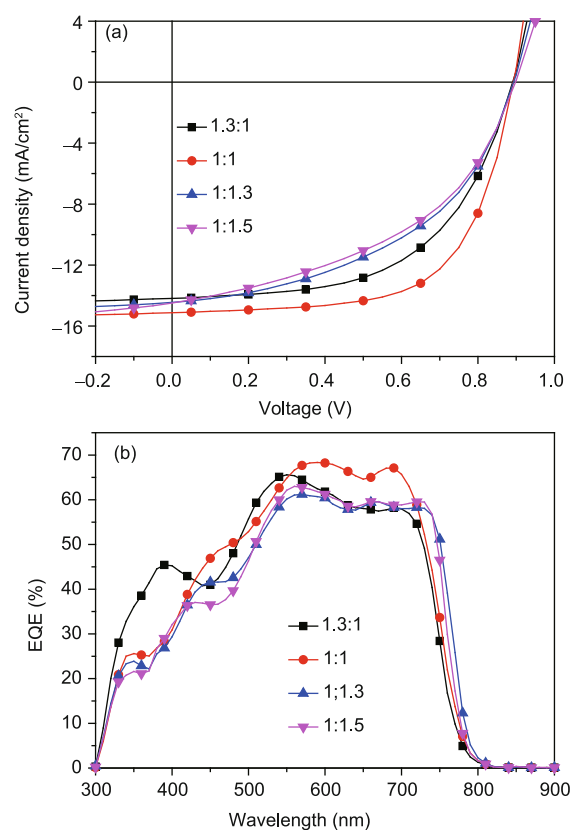 (a)
4
0
−4
−8
−12
−16
Current density (mA/cm²)
1.3:1
1:1
1:1.3
1:1.5
−0.2 0.0 0.2 0.4 0.6 0.8 1.0
Voltage (V)
(b)
70
60
50
40
30
20
10
0
EQE (%)
1.3:1
1:1
1;1.3
1:1.5
300 400 500 600 700 800 900
Wavelength (nm)